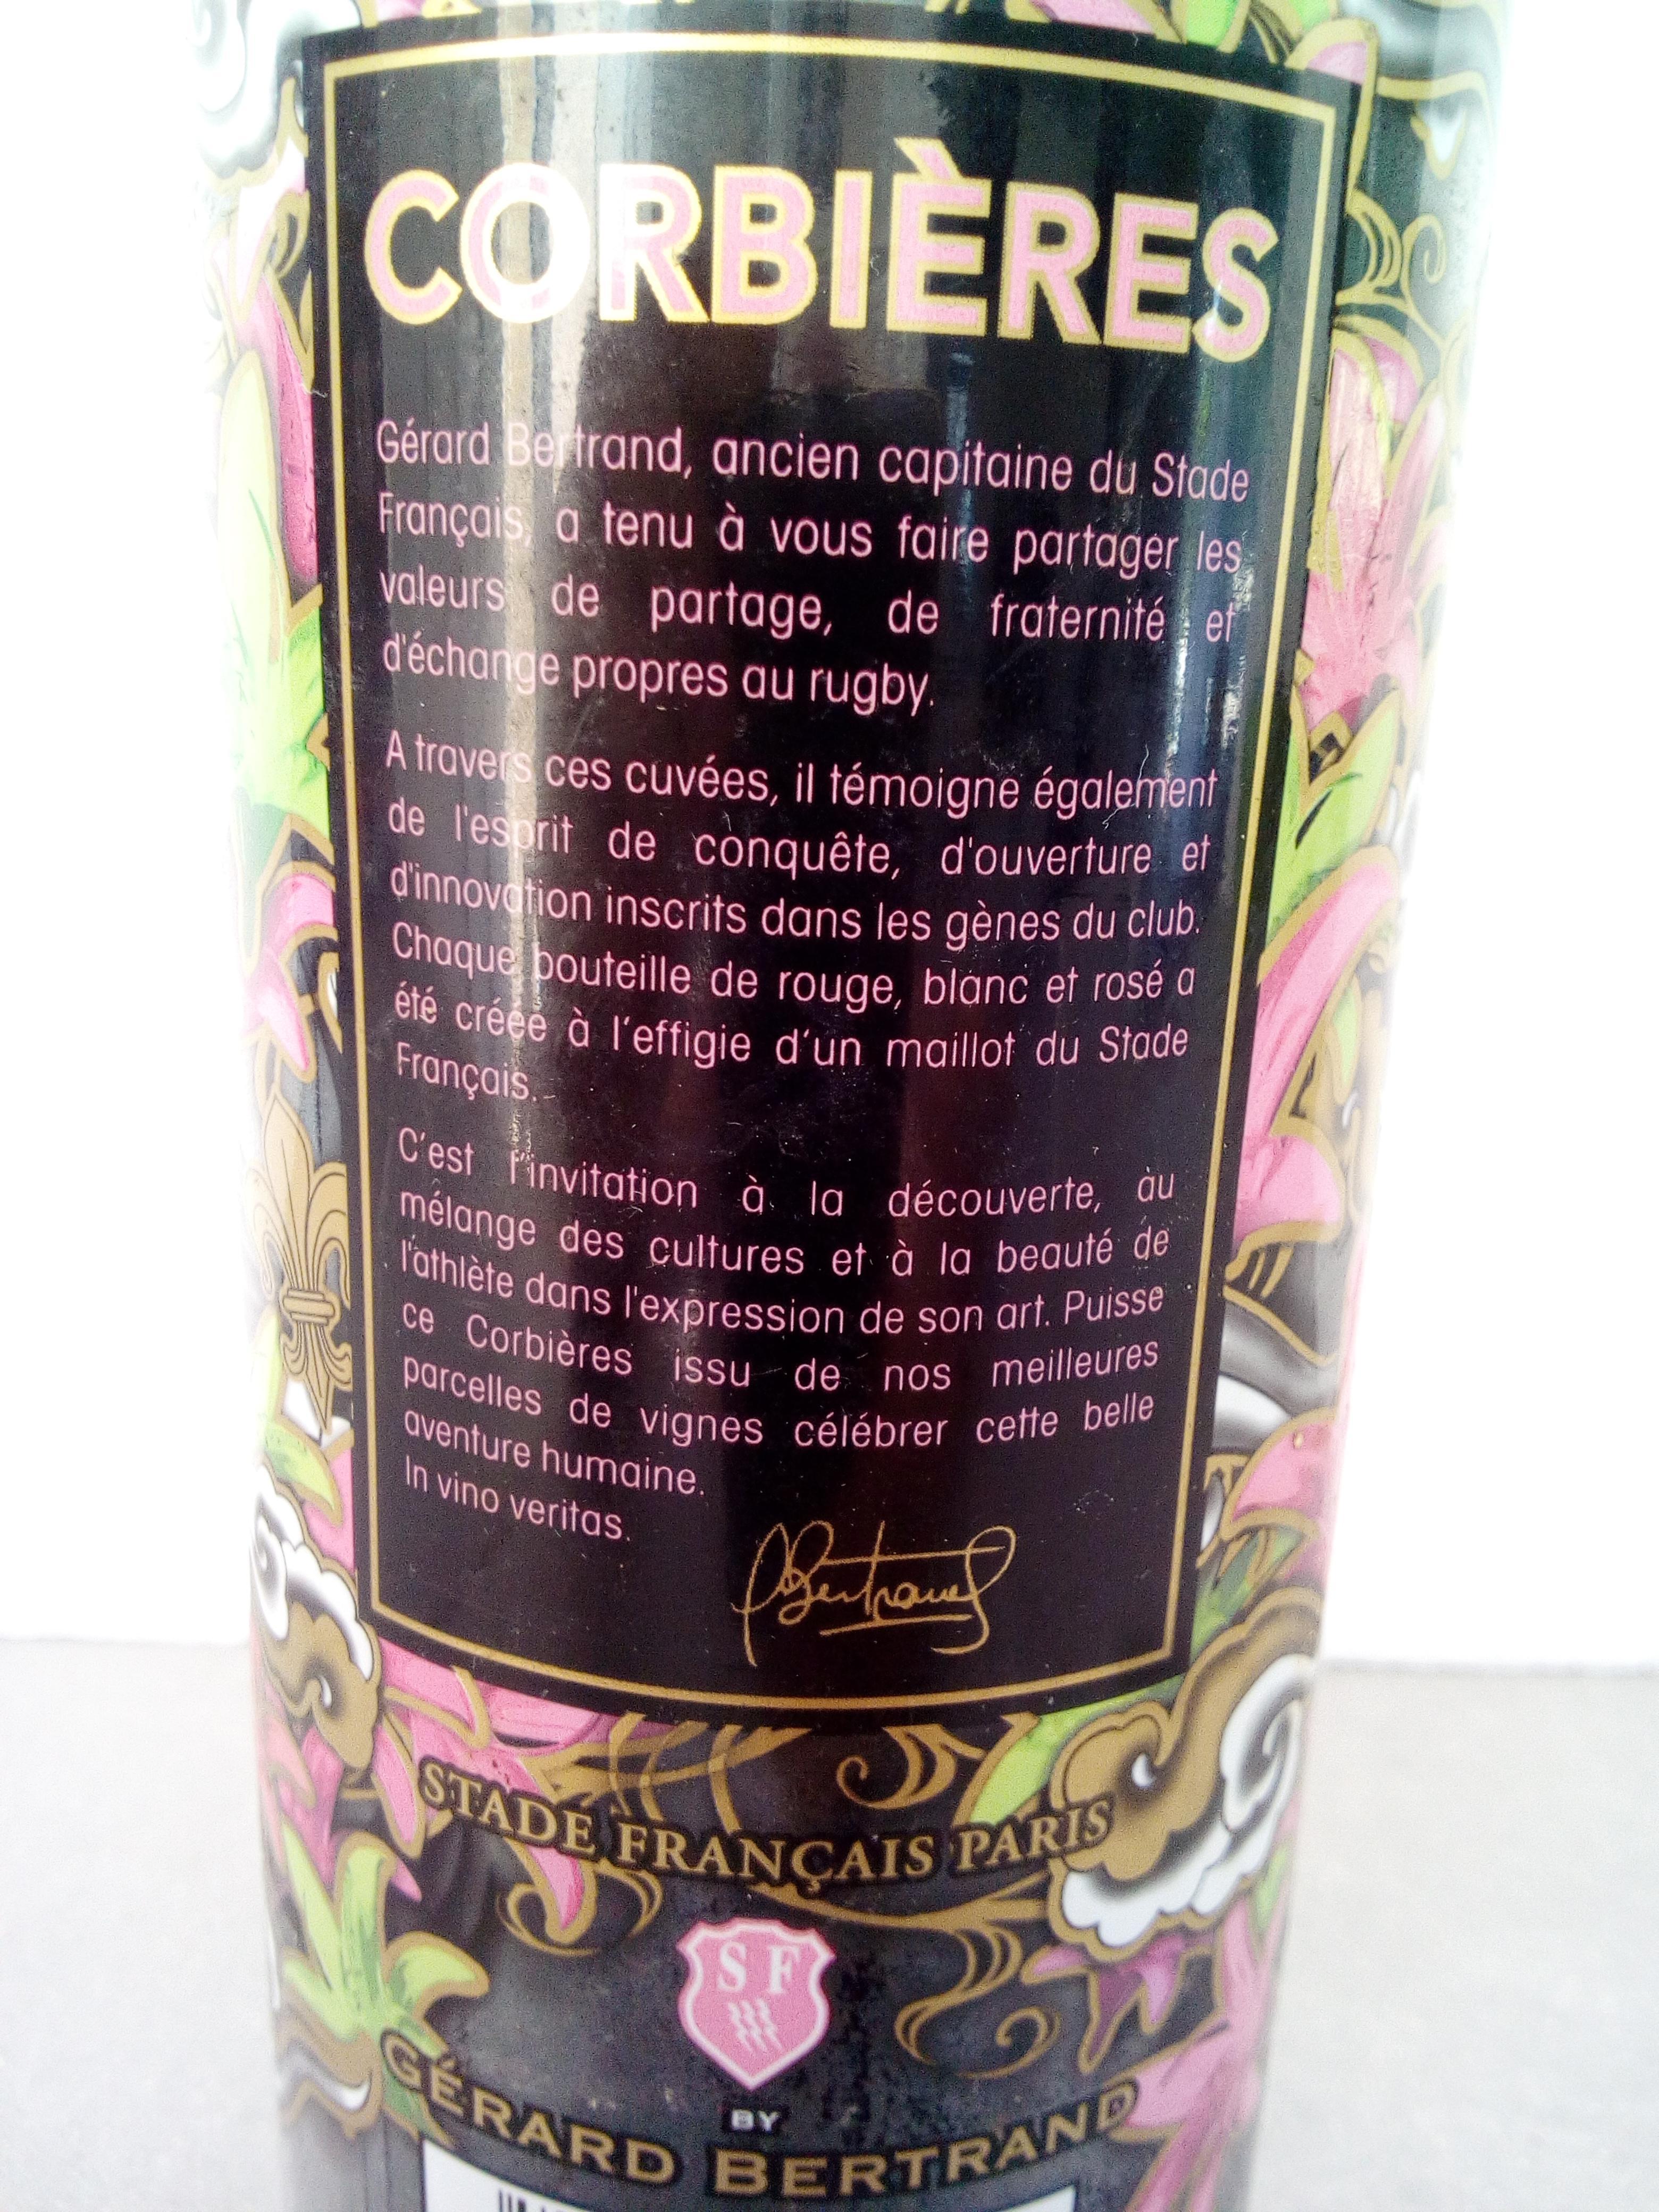 CORBIÈRES
Gérard Bertrand, ancien capitaine du Stade
Français, a tenu à vous faire partager les
valeurs de partage, de fraternité et
d'échange propres au rugby.
A travers ces cuvées, il témoigne également
de l'esprit de conquête, d'ouverture et
d'innovation inscrits dans les gènes du club.
Chaque bouteille de rouge, blanc et rosé a
été créée à l'effigie d'un maillot du Stade
Français.
C'est l'invitation à la découverte, au
mélange des cultures et à la beauté de
l'athlète dans l'expression de son art. Puisse
ce Corbières issu de nos meilleures
parcelles de vignes célébrer cette belle
aventure humaine.
In vino veritas.
Bertrand
STADE FRANÇAIS PARIS
S F
BY
GÉRARD BERTRAND